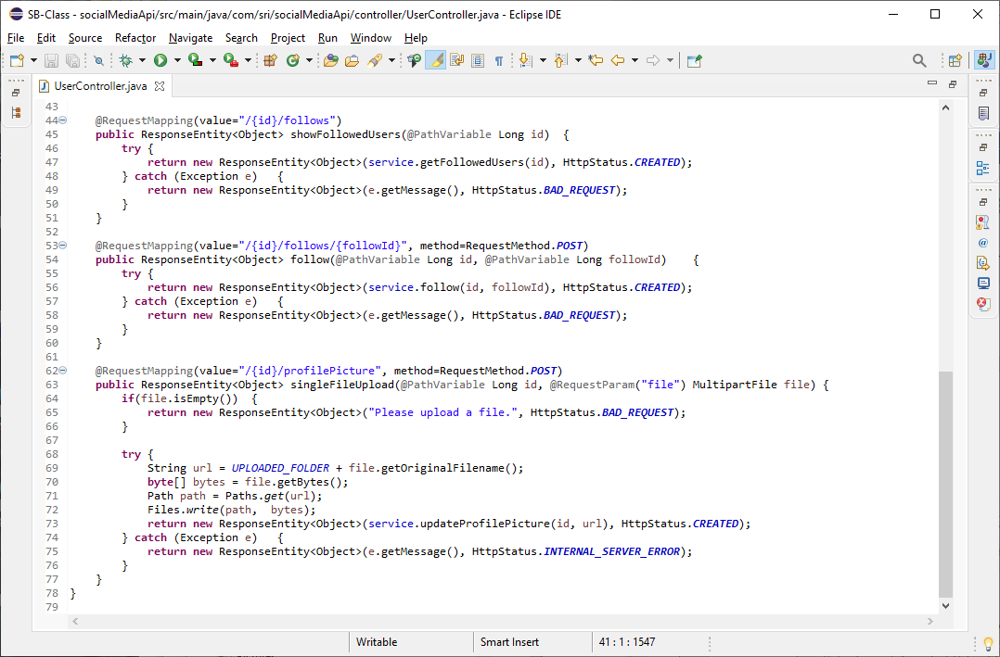 SB-Class - socialMediaApi/src/main/java/com/sri/socialMediaApi/controller/UserController.java - Eclipse IDE
File Edit Source Refactor Navigate Search Project Run Window Help
UserController.java
43
44 @RequestMapping(value="/{id}/follows")
45 public ResponseEntity<Object> showFollowedUsers(@PathVariable Long id)  {
46 try {
47 return new ResponseEntity<Object>(service.getFollowedUsers(id), HttpStatus.CREATED);
48 } catch (Exception e)   {
49 return new ResponseEntity<Object>(e.getMessage(), HttpStatus.BAD_REQUEST);
50 }
51 }
52
53 @RequestMapping(value="/{id}/follows/{followId}", method=RequestMethod.POST)
54 public ResponseEntity<Object> follow(@PathVariable Long id, @PathVariable Long followId)    {
55 try {
56 return new ResponseEntity<Object>(service.follow(id, followId), HttpStatus.CREATED);
57 } catch (Exception e)   {
58 return new ResponseEntity<Object>(e.getMessage(), HttpStatus.BAD_REQUEST);
59 }
60 }
61
62 @RequestMapping(value="/{id}/profilePicture", method=RequestMethod.POST)
63 public ResponseEntity<Object> singleFileUpload(@PathVariable Long id, @RequestParam("file") MultipartFile file) {
64 if(file.isEmpty())  {
65 return new ResponseEntity<Object>("Please upload a file.", HttpStatus.BAD_REQUEST);
66 }
67
68 try {
69 String url = UPLOADED_FOLDER + file.getOriginalFilename();
70 byte[] bytes = file.getBytes();
71 Path path = Paths.get(url);
72 Files.write(path,  bytes);
73 return new ResponseEntity<Object>(service.updateProfilePicture(id, url), HttpStatus.CREATED);
74 } catch (Exception e)   {
75 return new ResponseEntity<Object>(e.getMessage(), HttpStatus.INTERNAL_SERVER_ERROR);
76 }
77 }
78 }
79
Writable Smart Insert 41 : 1 : 1547